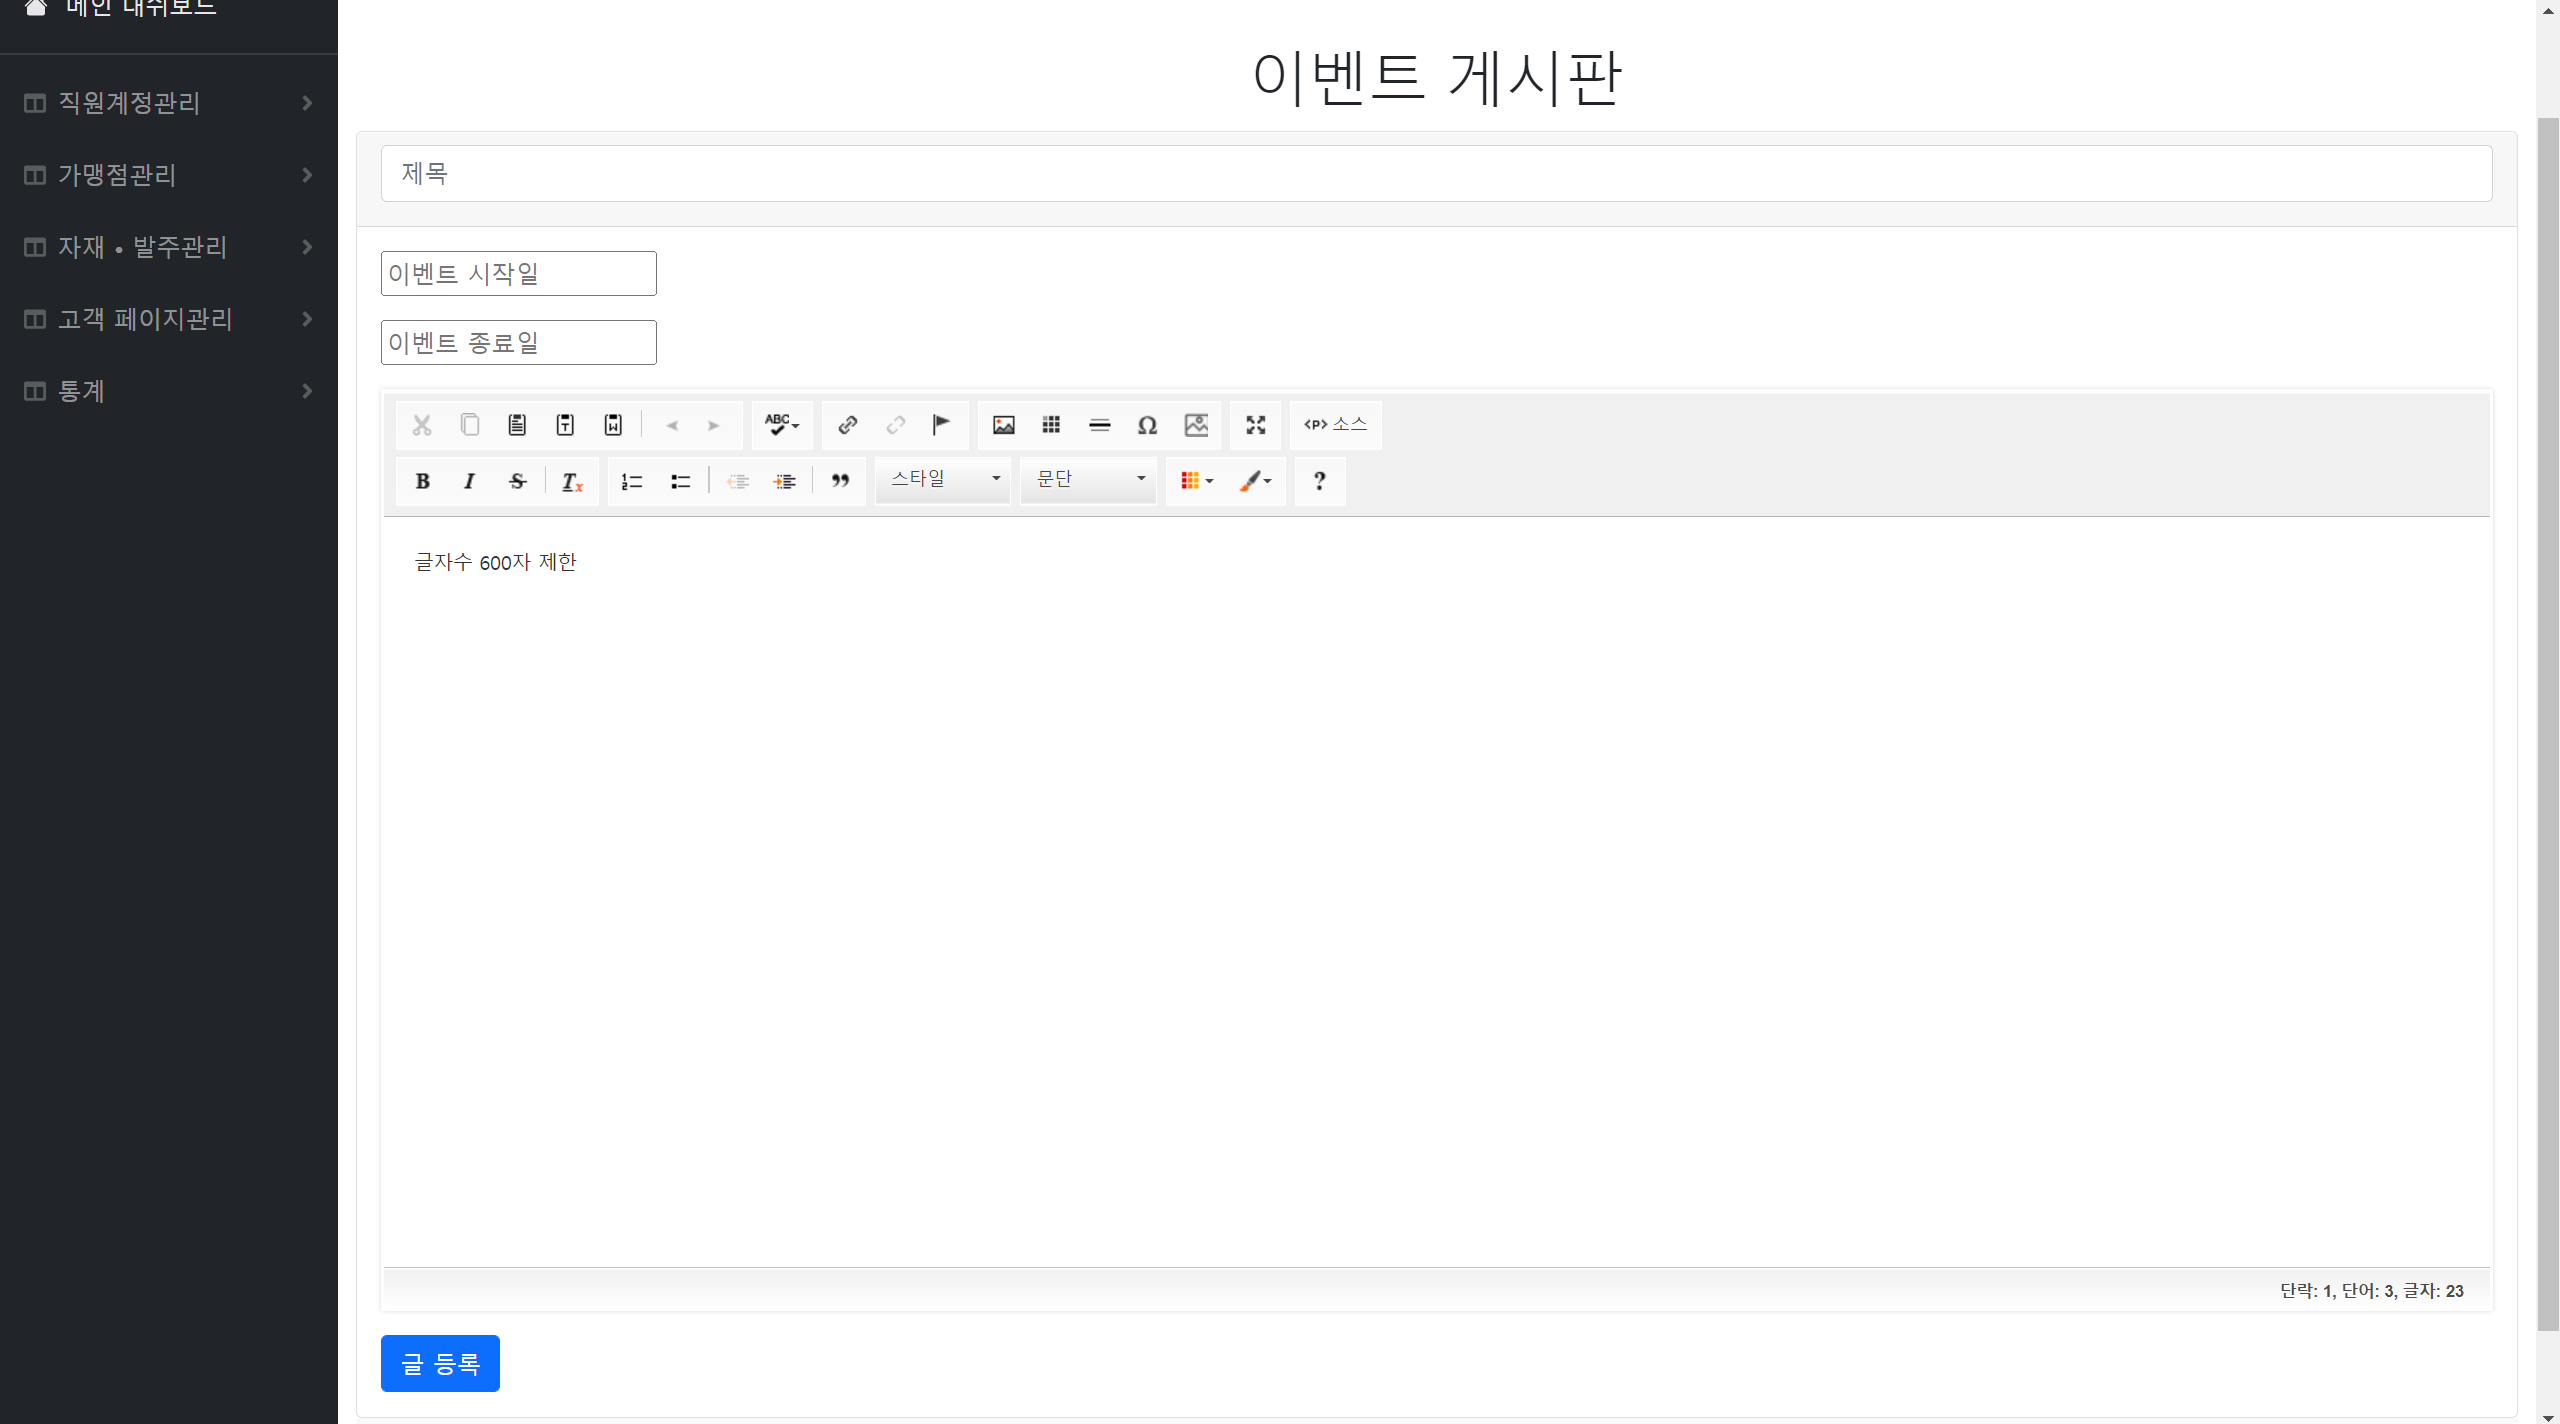 메인 대쉬보드
직원계정관리
가맹점관리
자재 • 발주관리
고객 페이지관리
통계
이벤트 게시판
제목
이벤트 시작일
이벤트 종료일
ABC
소스
스타일
문단
글자수 600자 제한
단락: 1, 단어: 3, 글자: 23
글 등록